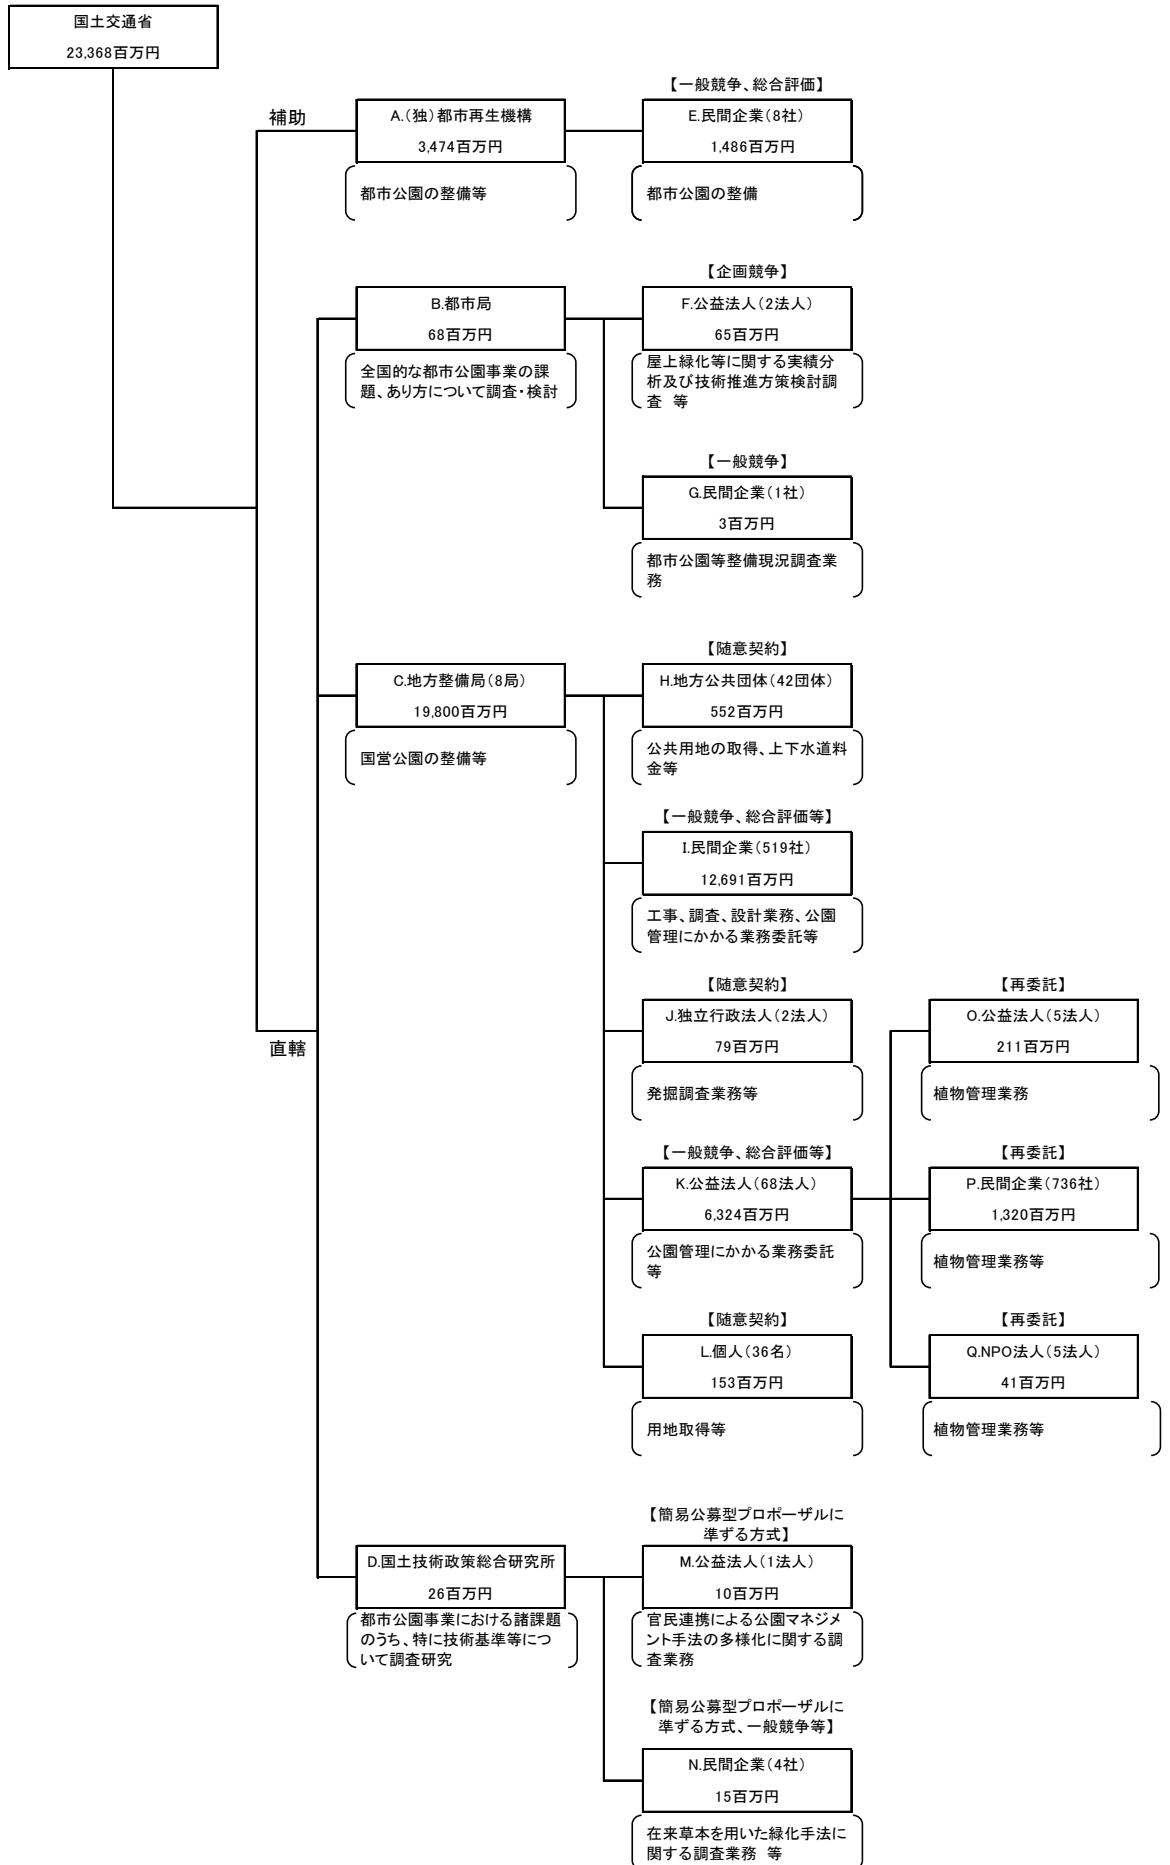 国土交通省
23,368百万円
補助
A.(独)都市再生機構
3,474百万円
都市公園の整備等
【一般競争、総合評価】
E.民間企業(8社)
1,486百万円
都市公園の整備
B.都市局
68百万円
全国的な都市公園事業の課
題、あり方について調査・検討
【企画競争】
F.公益法人(2法人)
65百万円
屋上緑化等に関する実績分
析及び技術推進方策検討調
査 等
【一般競争】
G.民間企業(1社)
3百万円
都市公園等整備現況調査業
務
C.地方整備局(8局)
19,800百万円
国営公園の整備等
【随意契約】
H.地方公共団体(42団体)
552百万円
公共用地の取得、上下水道料
金等
【一般競争、総合評価等】
I.民間企業(519社)
12,691百万円
工事、調査、設計業務、公園
管理にかかる業務委託等
直轄
【随意契約】
J.独立行政法人(2法人)
79百万円
発掘調査業務等
【再委託】
O.公益法人(5法人)
211百万円
植物管理業務
【一般競争、総合評価等】
K.公益法人(68法人)
6,324百万円
公園管理にかかる業務委託
等
【再委託】
P.民間企業(736社)
1,320百万円
植物管理業務等
【随意契約】
L.個人(36名)
153百万円
用地取得等
【再委託】
Q.NPO法人(5法人)
41百万円
植物管理業務等
D.国土技術政策総合研究所
26百万円
都市公園事業における諸課題
のうち、特に技術基準等につ
いて調査研究
【簡易公募型プロポーザルに
準ずる方式】
M.公益法人(1法人)
10百万円
官民連携による公園マネジメ
ント手法の多様化に関する調
査業務
【簡易公募型プロポーザルに
準ずる方式、一般競争等】
N.民間企業(4社)
15百万円
在来草本を用いた緑化手法に
関する調査業務 等